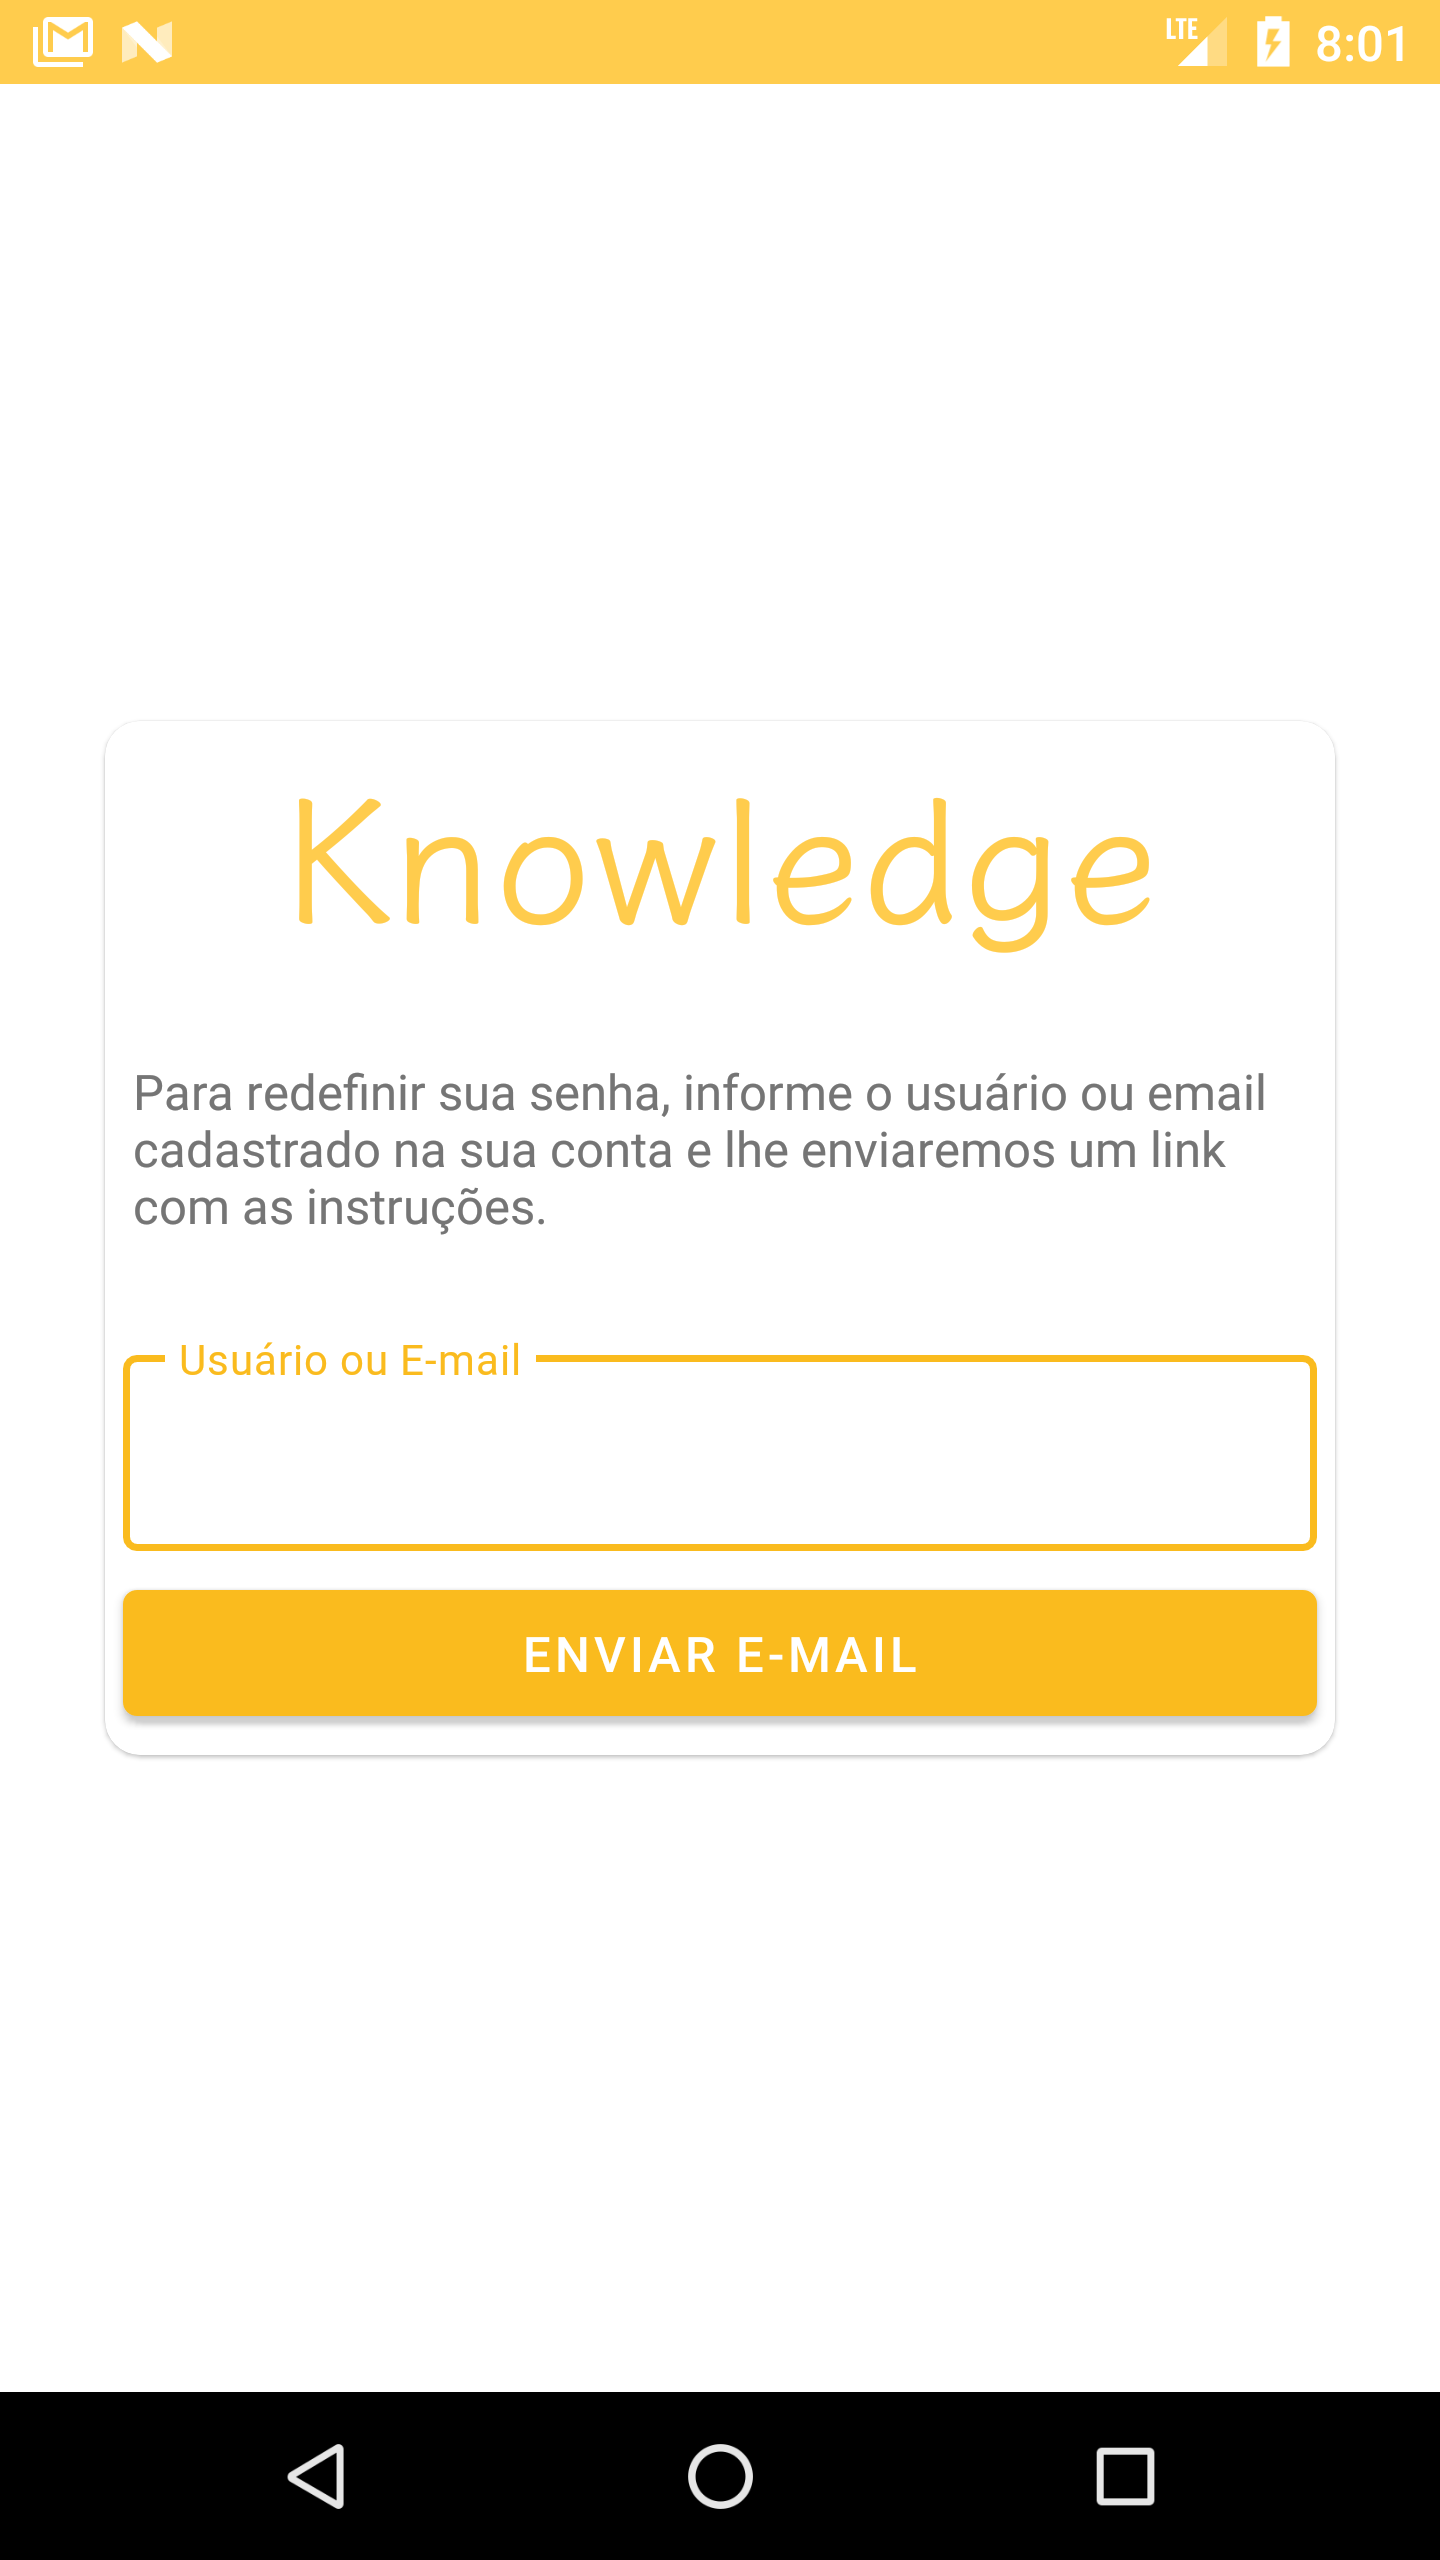 LTE 8:01
Knowledge
Para redefinir sua senha, informe o usuário ou email
cadastrado na sua conta e lhe enviaremos um link
com as instruções.
Usuário ou E-mail
ENVIAR E-MAIL